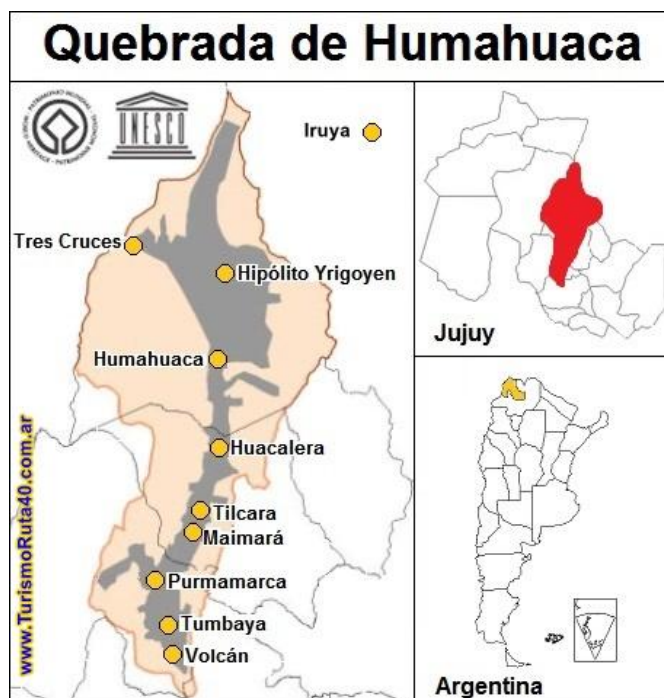 Quebrada de Humahuaca
UNESCO
Iruya
Tres Cruces
Hipólito Yrigoyen
Humahuaca
Huacalera
Tilcara
Maimará
Purmamarca
Tumbaya
Volcán
www.TurismoRuta40.com.ar
Jujuy
Argentina